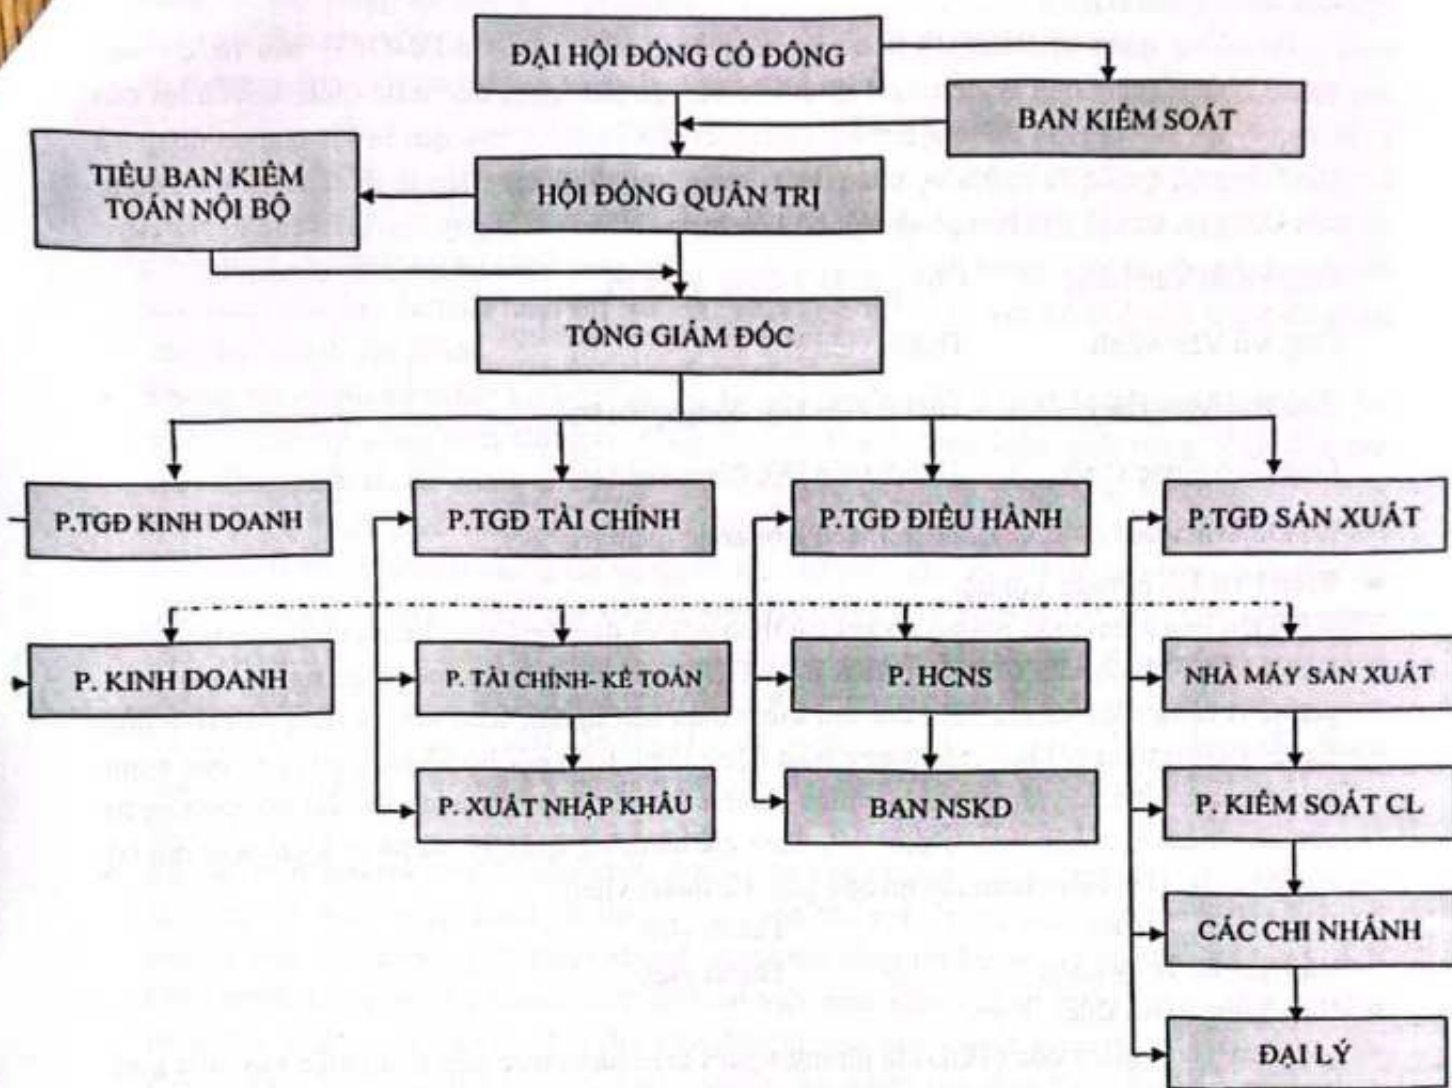 ĐẠI HỘI ĐỒNG CỔ ĐÔNG
BAN KIỂM SOÁT
TIỂU BAN KIỂM
TOÁN NỘI BỘ
HỘI ĐỒNG QUẢN TRỊ
TỔNG GIÁM ĐỐC
P.TGĐ KINH DOANH
P.TGĐ TÀI CHÍNH
P.TGĐ ĐIỀU HÀNH
P.TGĐ SẢN XUẤT
P. KINH DOANH
P. TÀI CHÍNH- KẾ TOÁN
P. HCNS
NHÀ MÁY SẢN XUẤT
P. XUẤT NHẬP KHẨU
BAN NSKD
P. KIỂM SOÁT CL
CÁC CHI NHÁNH
ĐẠI LÝ